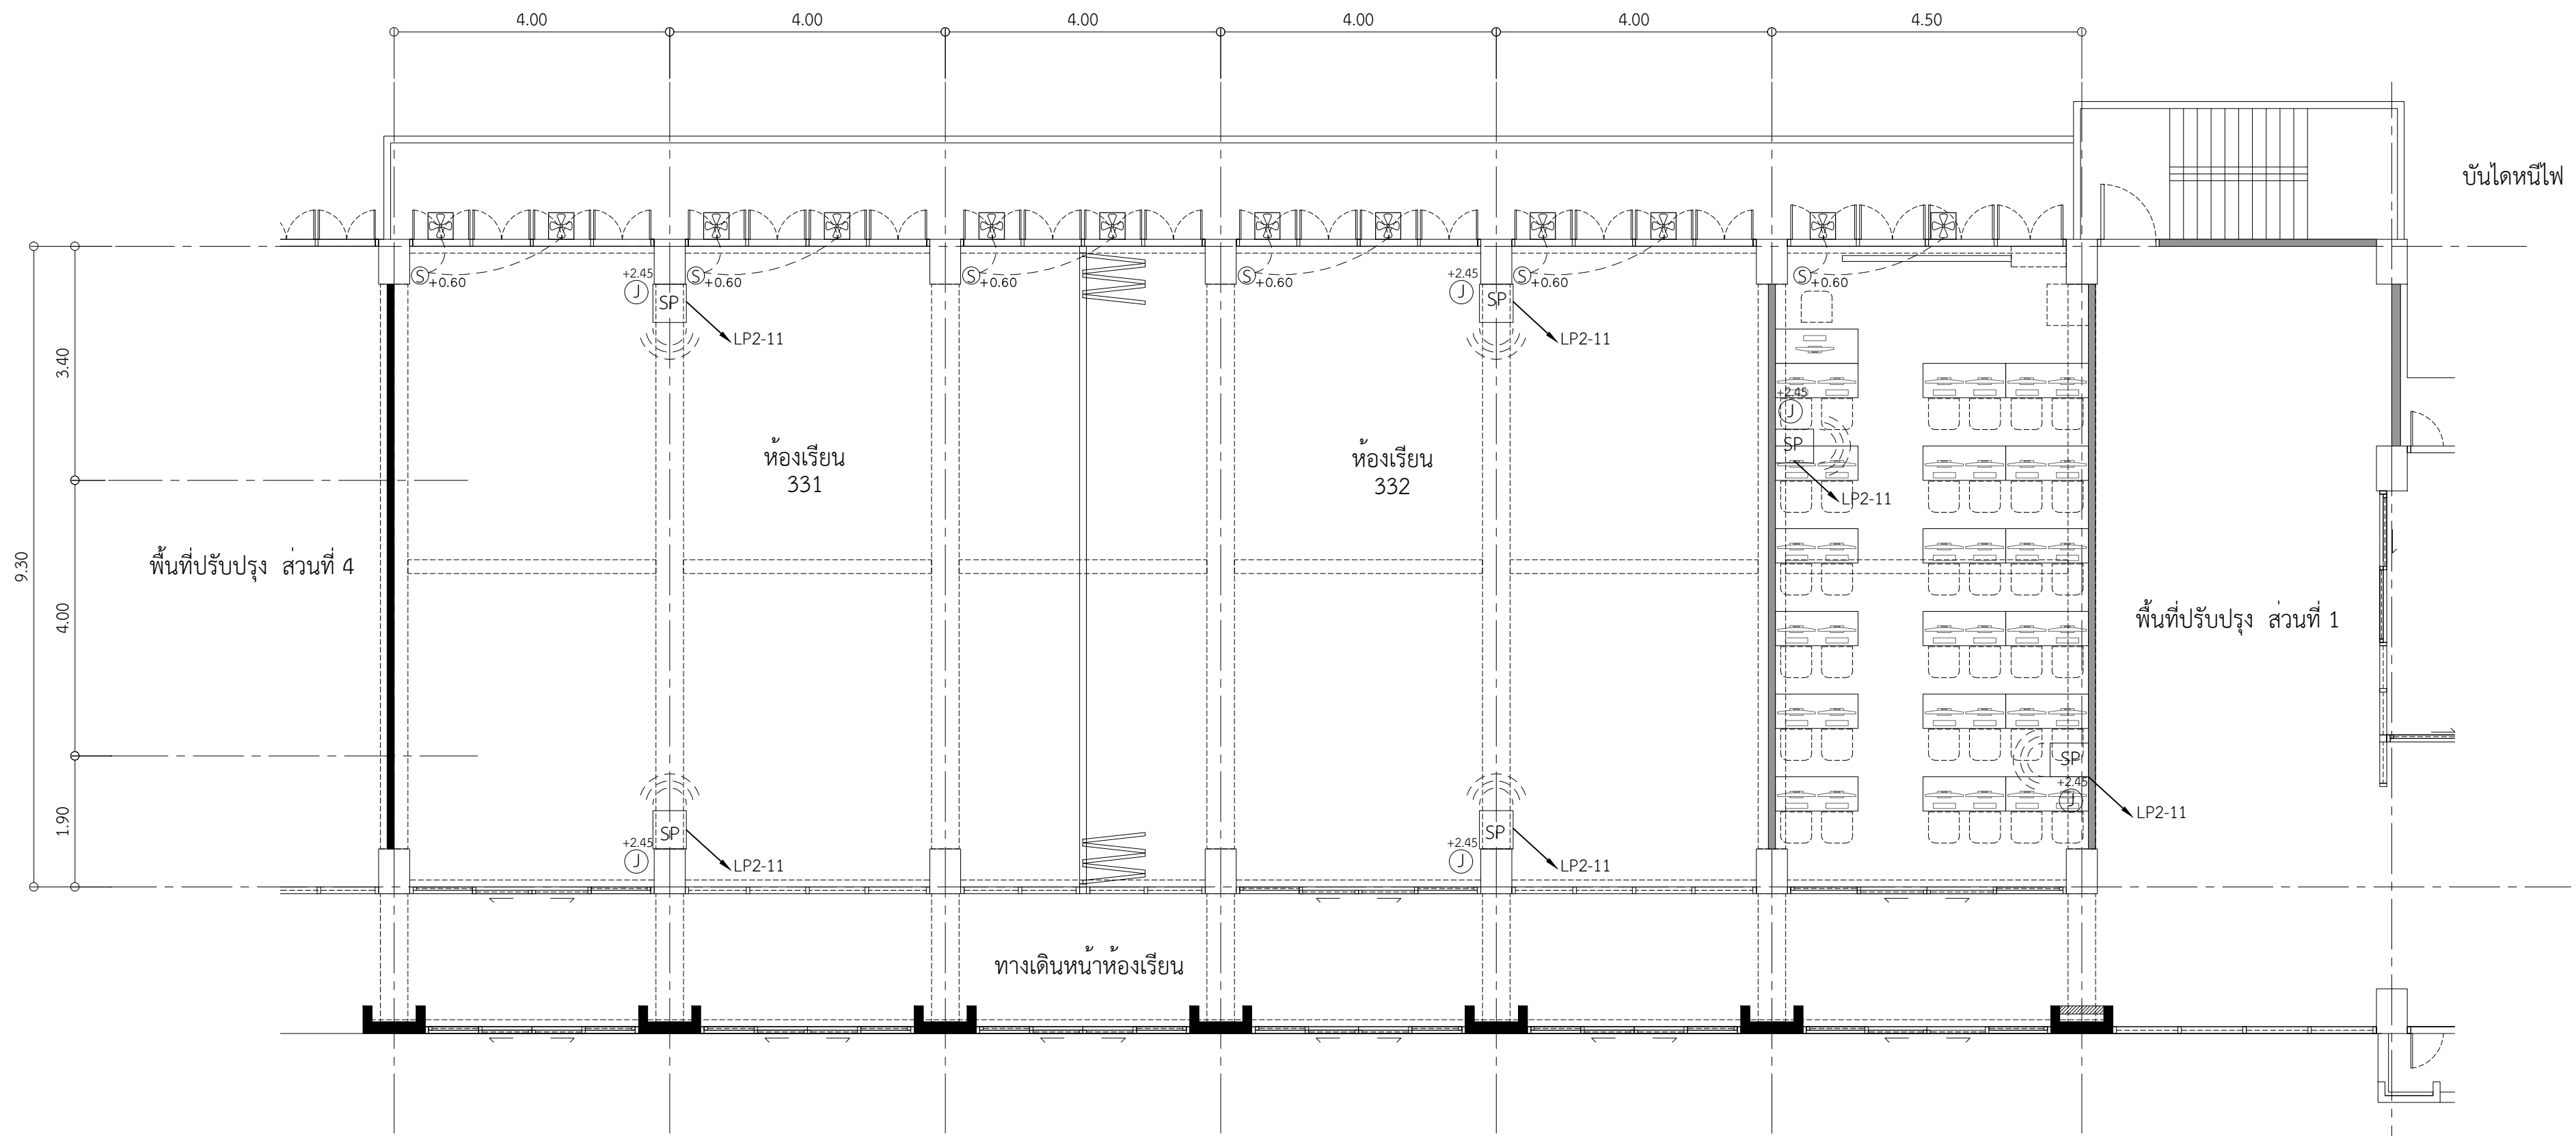 4.00
4.00
4.00
4.00
4.00
4.50
บันไดหนีไฟ
S
+0.60
+2.45
J
SP
LP2-11
S
+0.60
S
+0.60
S
+0.60
+2.45
J
SP
LP2-11
S
+0.60
S
+0.60
3.40
+2.45
J
SP
LP2-11
ห้องเรียน
331
ห้องเรียน
332
9.30
พื้นที่ปรับปรุง ส่วนที่ 4
4.00
พื้นที่ปรับปรุง ส่วนที่ 1
1.90
SP
+2.45
J
LP2-11
+2.45
J
SP
LP2-11
+2.45
J
SP
LP2-11
ทางเดินหน้าห้องเรียน